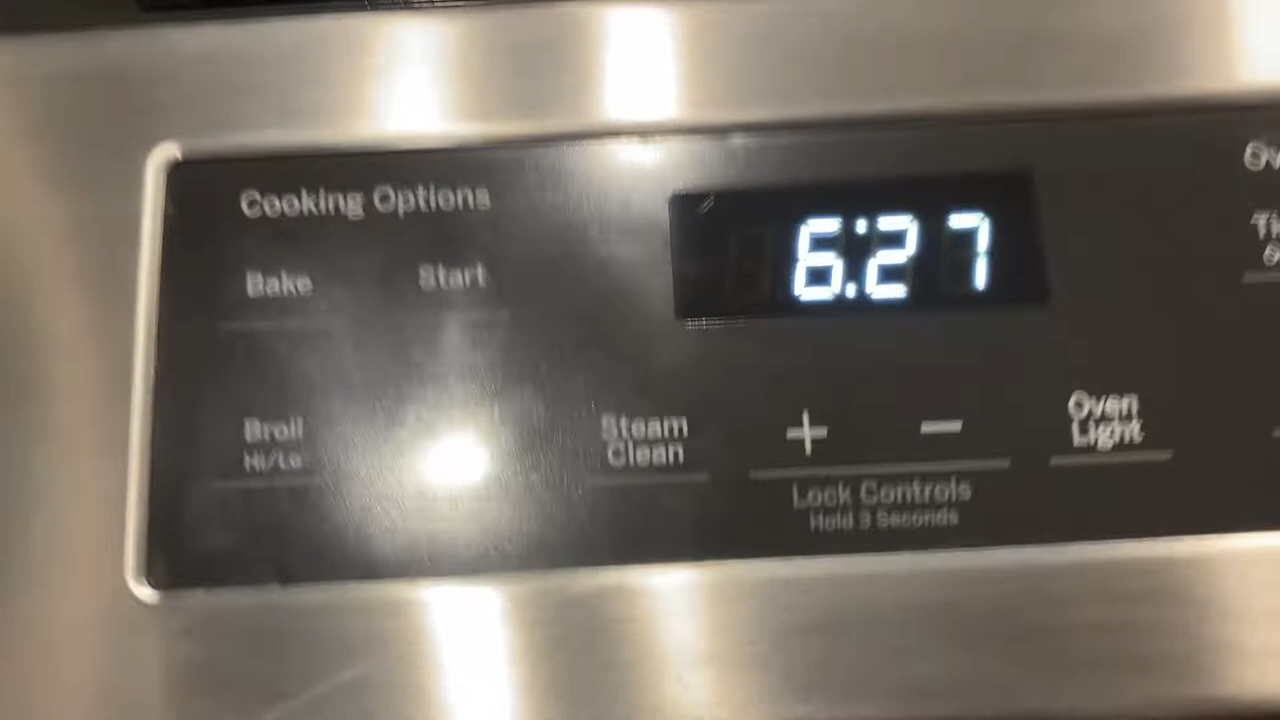 Cooking Options
6:27
Bake
Start
Broil
Hi/Lo
Steam
Clean
+
−
Oven
Light
Lock Controls
Hold 3 Seconds